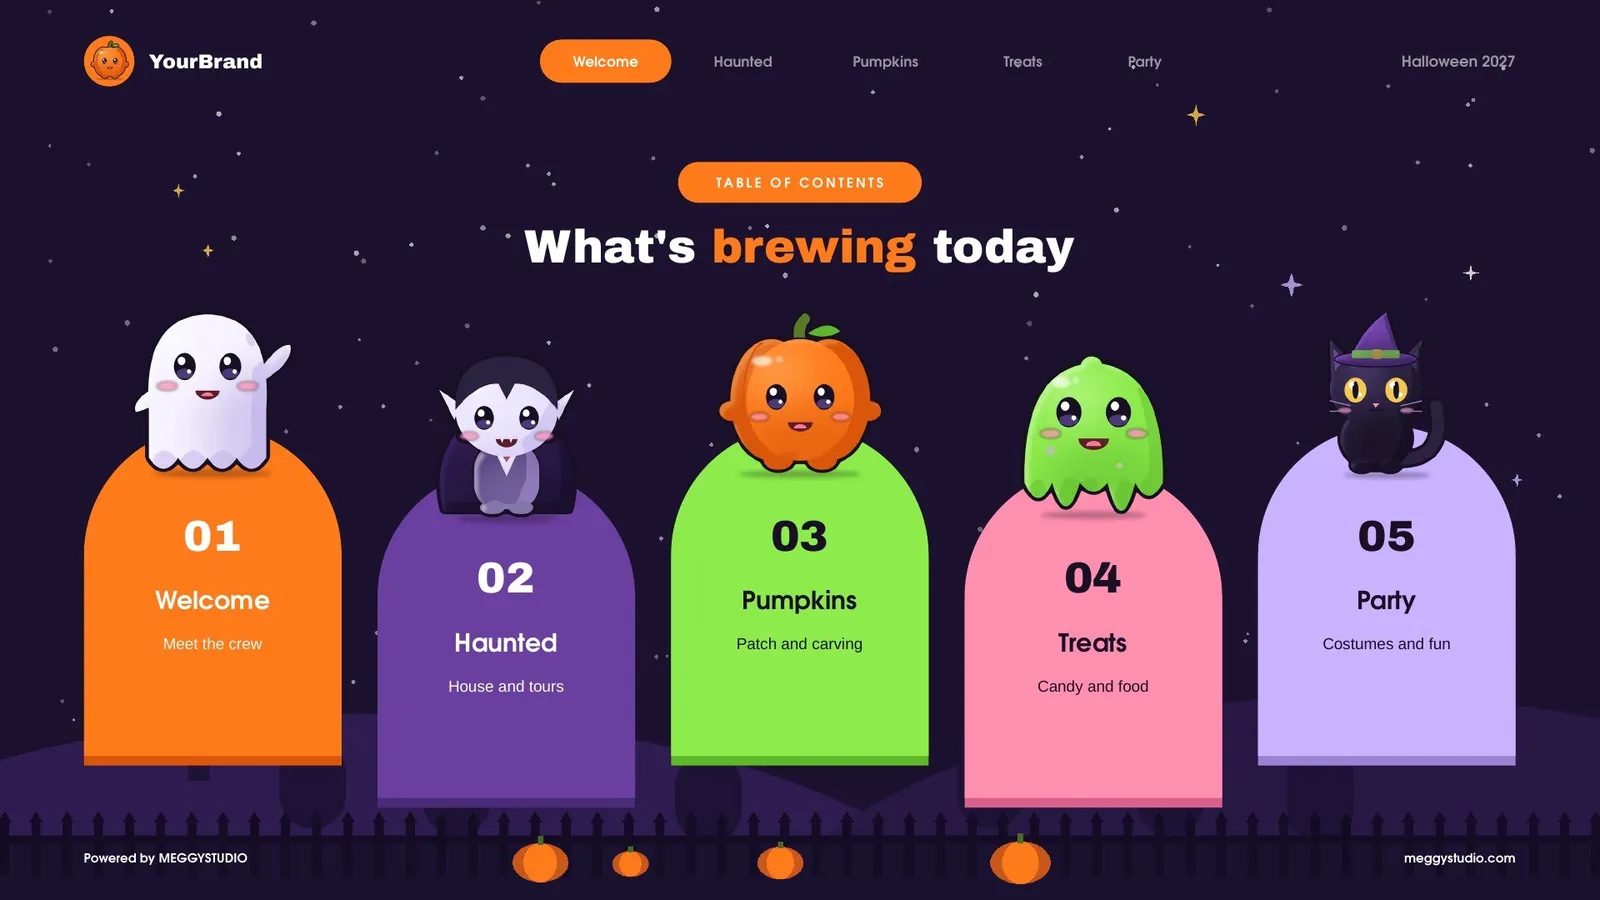 YourBrand
Welcome
Haunted
Pumpkins
Treats
Party
Halloween 2027
TABLE OF CONTENTS
What's brewing today
01
Welcome
Meet the crew
02
Haunted
House and tours
03
Pumpkins
Patch and carving
04
Treats
Candy and food
05
Party
Costumes and fun
Powered by MEGGYSTUDIO
meggystudio.com